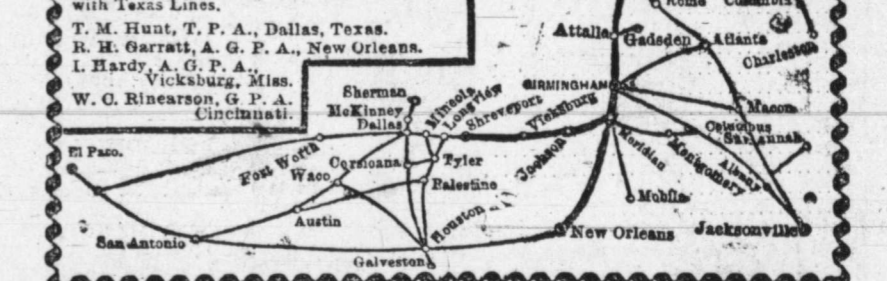 with Texas Lines.
T. M. Hunt, T. P. A., Dallas, Texas.
R. H. Garratt, A. G. P. A., New Orleans.
I. Hardy, A. G. P. A.,
Vicksburg, Miss.
W. C. Rinearson, G. P. A.
Cincinnati.
Rome
Columbia
Attalla
Gadsden
Atlanta
Charleston
BIRMINGHAM
Macon
Sherman
McKinney
Dallas
Mineola
Longview
Shreveport
Vicksburg
Jackson
Meridian
Columbus
Savannah
Montgomery
Albany
El Paso.
Fort Worth
Waco
Corsicana
Tyler
Palestine
Mobile
Austin
Houston
San Antonio
New Orleans
Jacksonville
Galveston